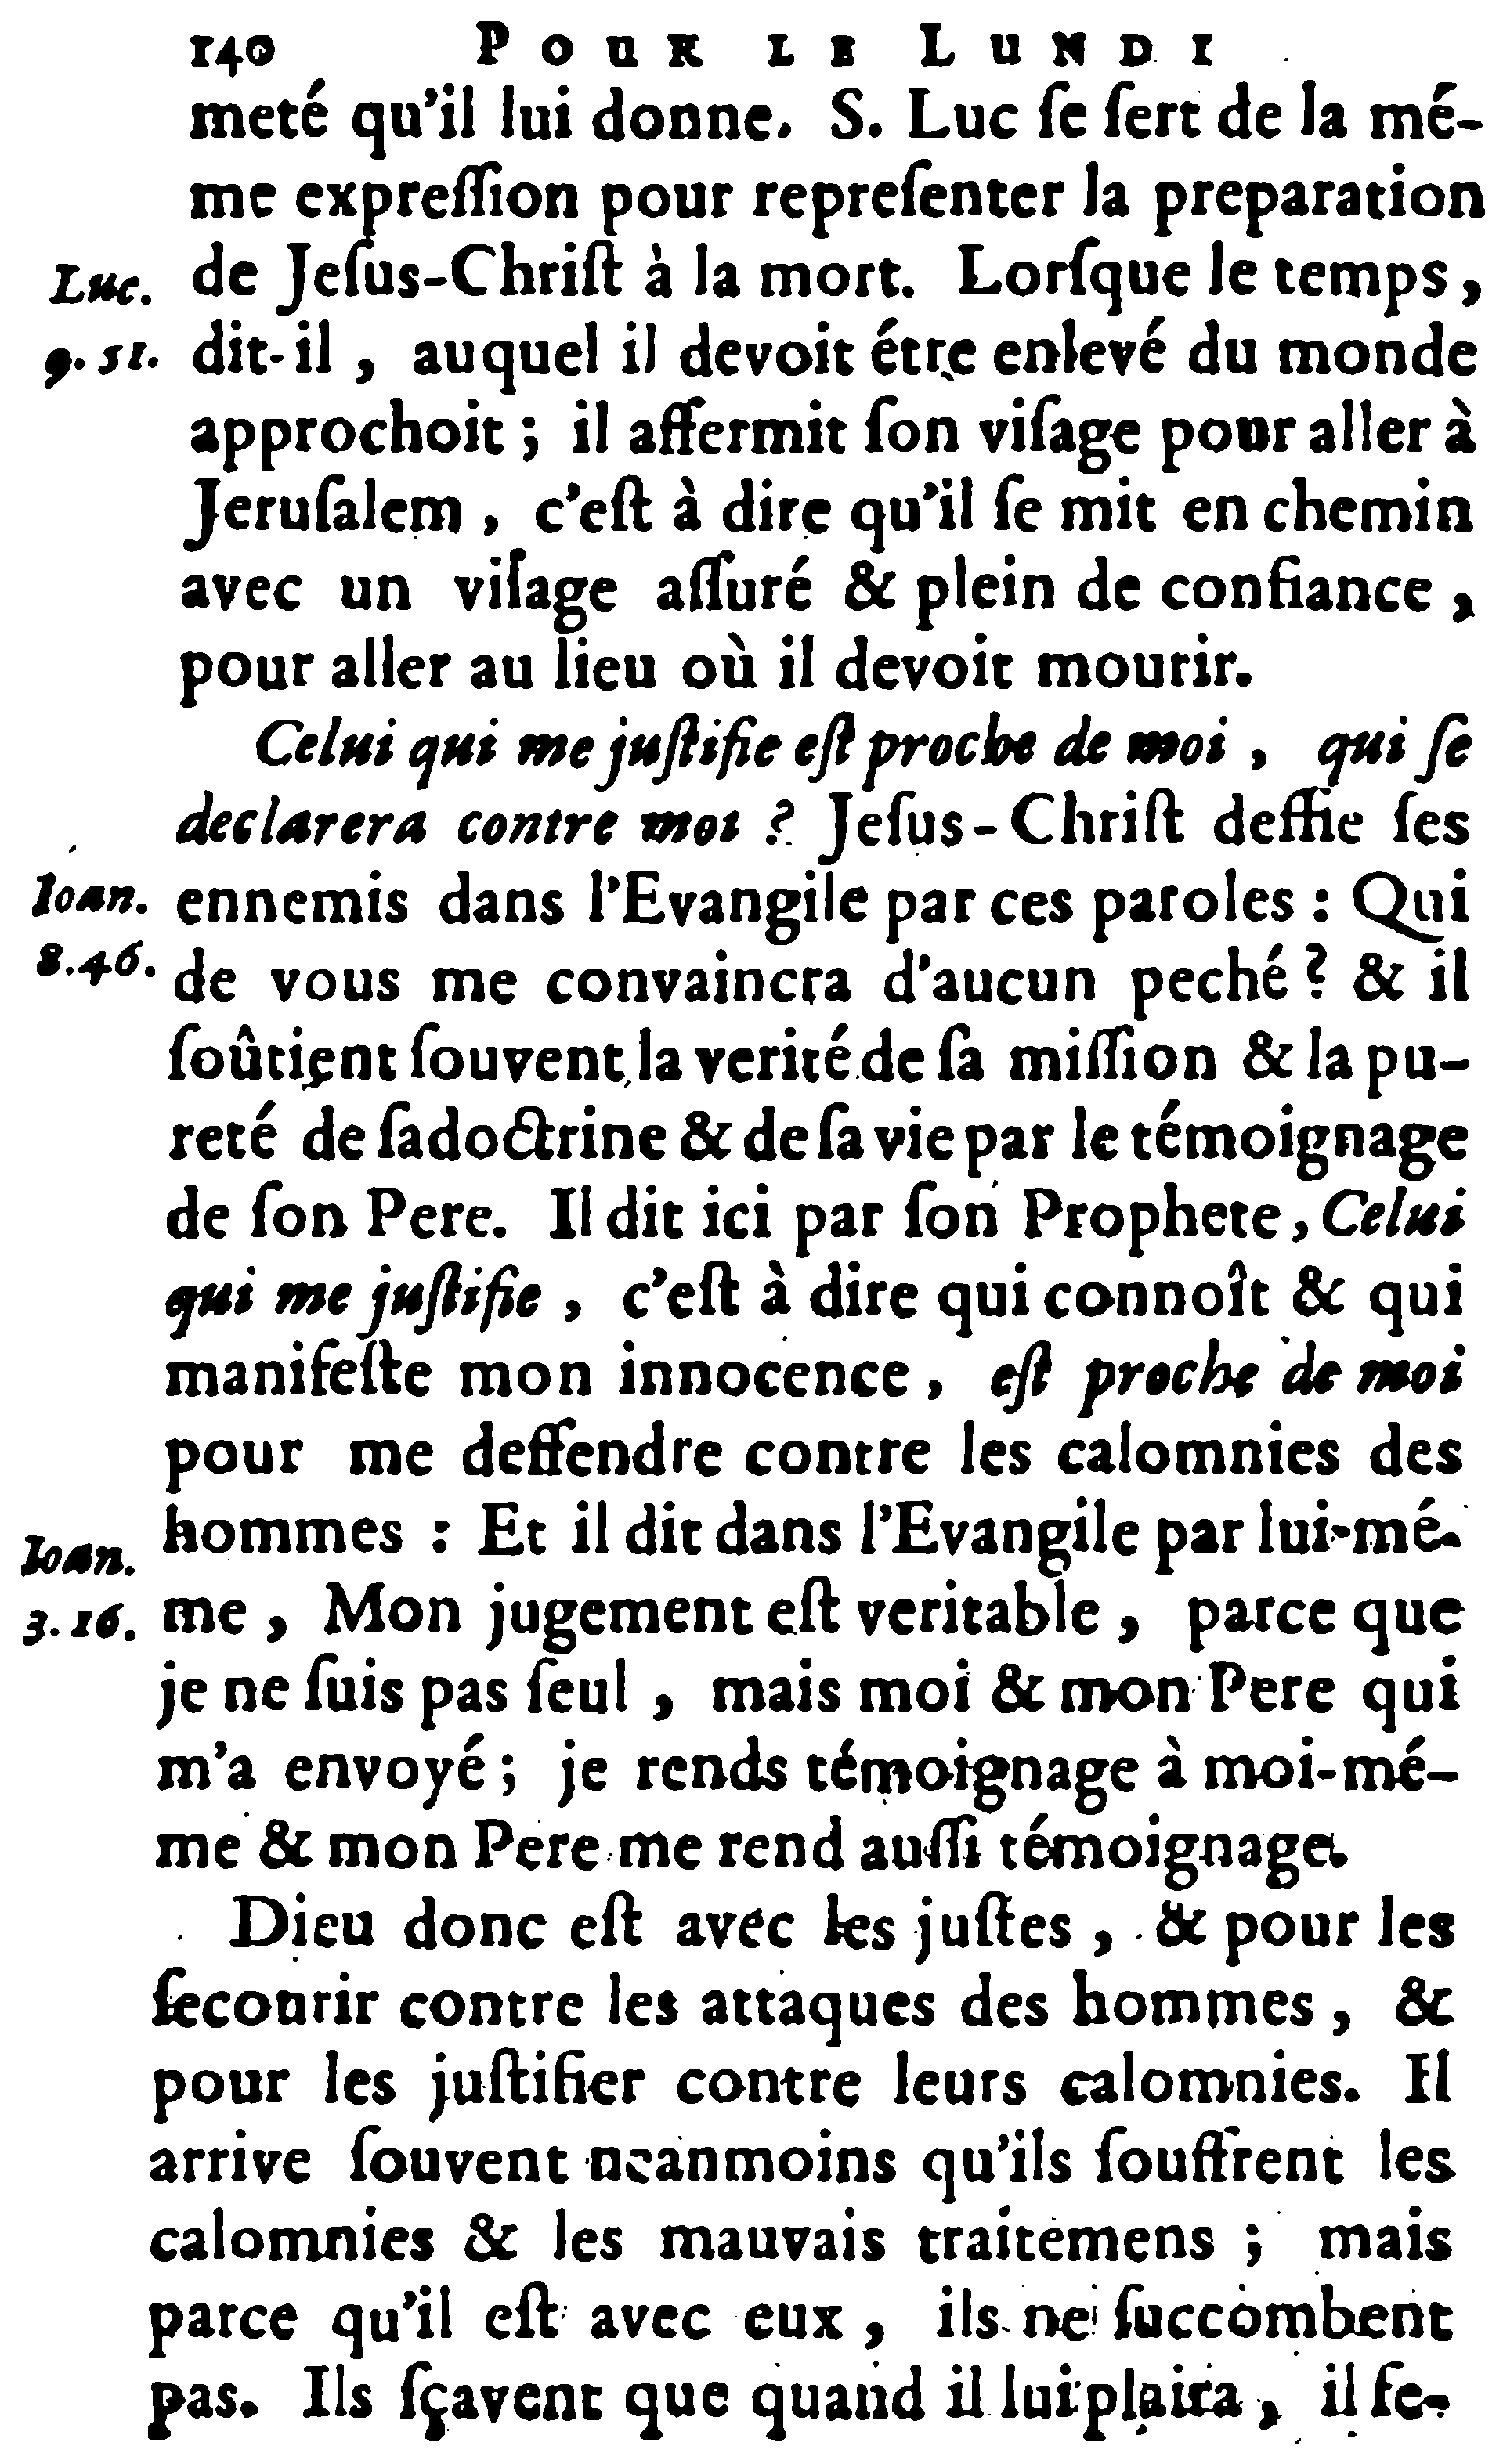 140 POUR LE LUNDI
meté qu'il lui donne. S. Luc ſe ſert de la mé-
me expreſſion pour repreſenter la preparation
Luc. de Jeſus-Chriſt à la mort. Lorſque le temps,
9. 51. dit-il, auquel il devoit étre enlevé du monde
approchoit; il affermit ſon viſage pour aller à
Jeruſalem, c'eſt à dire qu'il ſe mit en chemin
avec un viſage aſſuré & plein de confiance,
pour aller au lieu où il devoit mourir.
Celui qui me juſtifie eſt proche de moi, qui ſe
declarera contre moi? Jeſus-Chriſt deffie ſes
Ioan. ennemis dans l'Evangile par ces paroles: Qui
8.46. de vous me convaincra d'aucun peché? & il
ſoûtient ſouvent la verité de ſa miſſion & la pu-
reté de ſa doctrine & de ſa vie par le témoignage
de ſon Pere. Il dit ici par ſon Prophete, Celui
qui me juſtifie, c'eſt à dire qui connoît & qui
manifeſte mon innocence, eſt proche de moi
pour me deffendre contre les calomnies des
Ioan. hommes: Et il dit dans l'Evangile par lui-mé-
3. 16. me, Mon jugement eſt veritable, parce que
je ne ſuis pas ſeul, mais moi & mon Pere qui
m'a envoyé; je rends témoignage à moi-mé-
me & mon Pere me rend auſſi témoignage.
Dieu donc eſt avec les juſtes, & pour les
ſecourir contre les attaques des hommes, &
pour les juſtifier contre leurs calomnies. Il
arrive ſouvent neanmoins qu'ils ſouffrent les
calomnies & les mauvais traitemens; mais
parce qu'il eſt avec eux, ils ne ſuccombent
pas. Ils ſçavent que quand il lui plaira, il ſe-